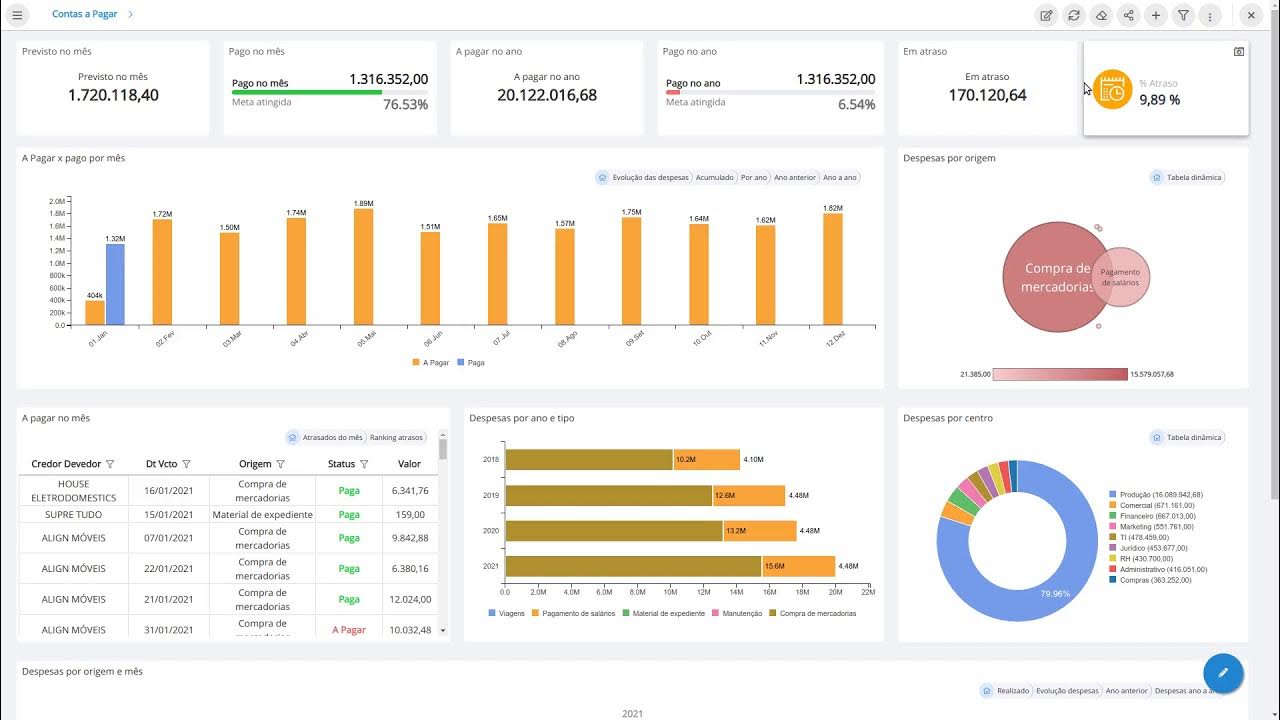 Contas a Pagar
Previsto no mês
Previsto no mês
1.720.118,40
Pago no mês
Pago no mês 1.316.352,00
Meta atingida 76.53%
A pagar no ano
A pagar no ano
20.122.016,68
Pago no ano
Pago no ano 1.316.352,00
Meta atingida 6.54%
Em atraso
Em atraso
170.120,64
% Atraso
9,89 %
A Pagar x pago por mês
Evolução das despesas Acumulado Por ano Ano anterior Ano a ano
2.0M
1.8M
1.6M
1.4M
1.2M
1.0M
800k
600k
400k
200k
0.0
404k
1.32M
1.72M
1.50M
1.74M
1.89M
1.51M
1.65M
1.57M
1.75M
1.64M
1.62M
1.82M
01.Jan
02.Fev
03.Mar
04.Abr
05.Mai
06.Jun
07.Jul
08.Ago
09.Set
10.Out
11.Nov
12.Dez
A Pagar Paga
Despesas por origem
Tabela dinâmica
Compra de
mercadorias
Pagamento
de salários
21.385,00 15.579.057,68
A pagar no mês
Atrasados do mês Ranking atrasos
Credor Devedor Dt Vcto Origem Status Valor
HOUSE ELETRODOMESTICS 16/01/2021 Compra de mercadorias Paga 6.341,76
SUPRE TUDO 15/01/2021 Material de expediente Paga 159,00
ALIGN MÓVEIS 07/01/2021 Compra de mercadorias Paga 9.842,88
ALIGN MÓVEIS 22/01/2021 Compra de mercadorias Paga 6.380,16
ALIGN MÓVEIS 21/01/2021 Compra de mercadorias Paga 12.024,00
ALIGN MÓVEIS 31/01/2021 Compra de mercadorias A Pagar 10.032,48
Despesas por ano e tipo
2018 10.2M 4.10M
2019 12.6M 4.48M
2020 13.2M 4.48M
2021 15.6M 4.48M
0.0 2.0M 4.0M 6.0M 8.0M 10M 12M 14M 16M 18M 20M 22M
Viagens Pagamento de salários Material de expediente Manutenção Compra de mercadorias
Despesas por centro
Tabela dinâmica
79.96%
Produção (16.089.942,68)
Comercial (671.161,00)
Financeiro (667.013,00)
Marketing (551.761,00)
TI (478.459,00)
Jurídico (453.677,00)
RH (430.700,00)
Administrativo (416.051,00)
Compras (363.252,00)
Despesas por origem e mês
Realizado Evolução despesas Ano anterior Despesas ano a
2021